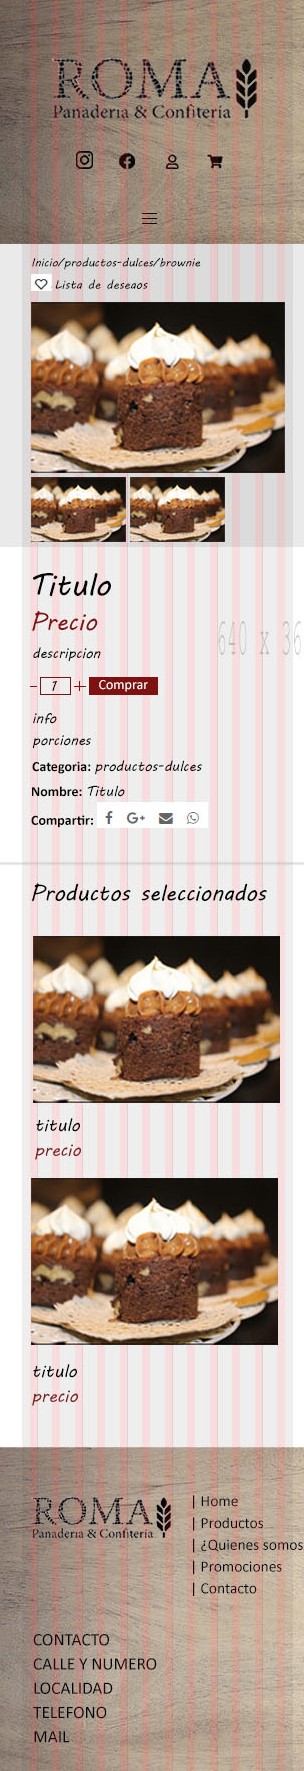 ROMA
Panaderia & Confitería
Inicio/productos-dulces/brownie
Lista de deseaos
Titulo
Precio
640 x 36
descripcion
- 1 + Comprar
info
porciones
Categoria: productos-dulces
Nombre: Titulo
Compartir: f G+
Productos seleccionados
titulo
precio
titulo
precio
ROMA
Panaderia & Confitería
| Home
| Productos
| ¿Quienes somos
| Promociones
| Contacto
CONTACTO
CALLE Y NUMERO
LOCALIDAD
TELEFONO
MAIL